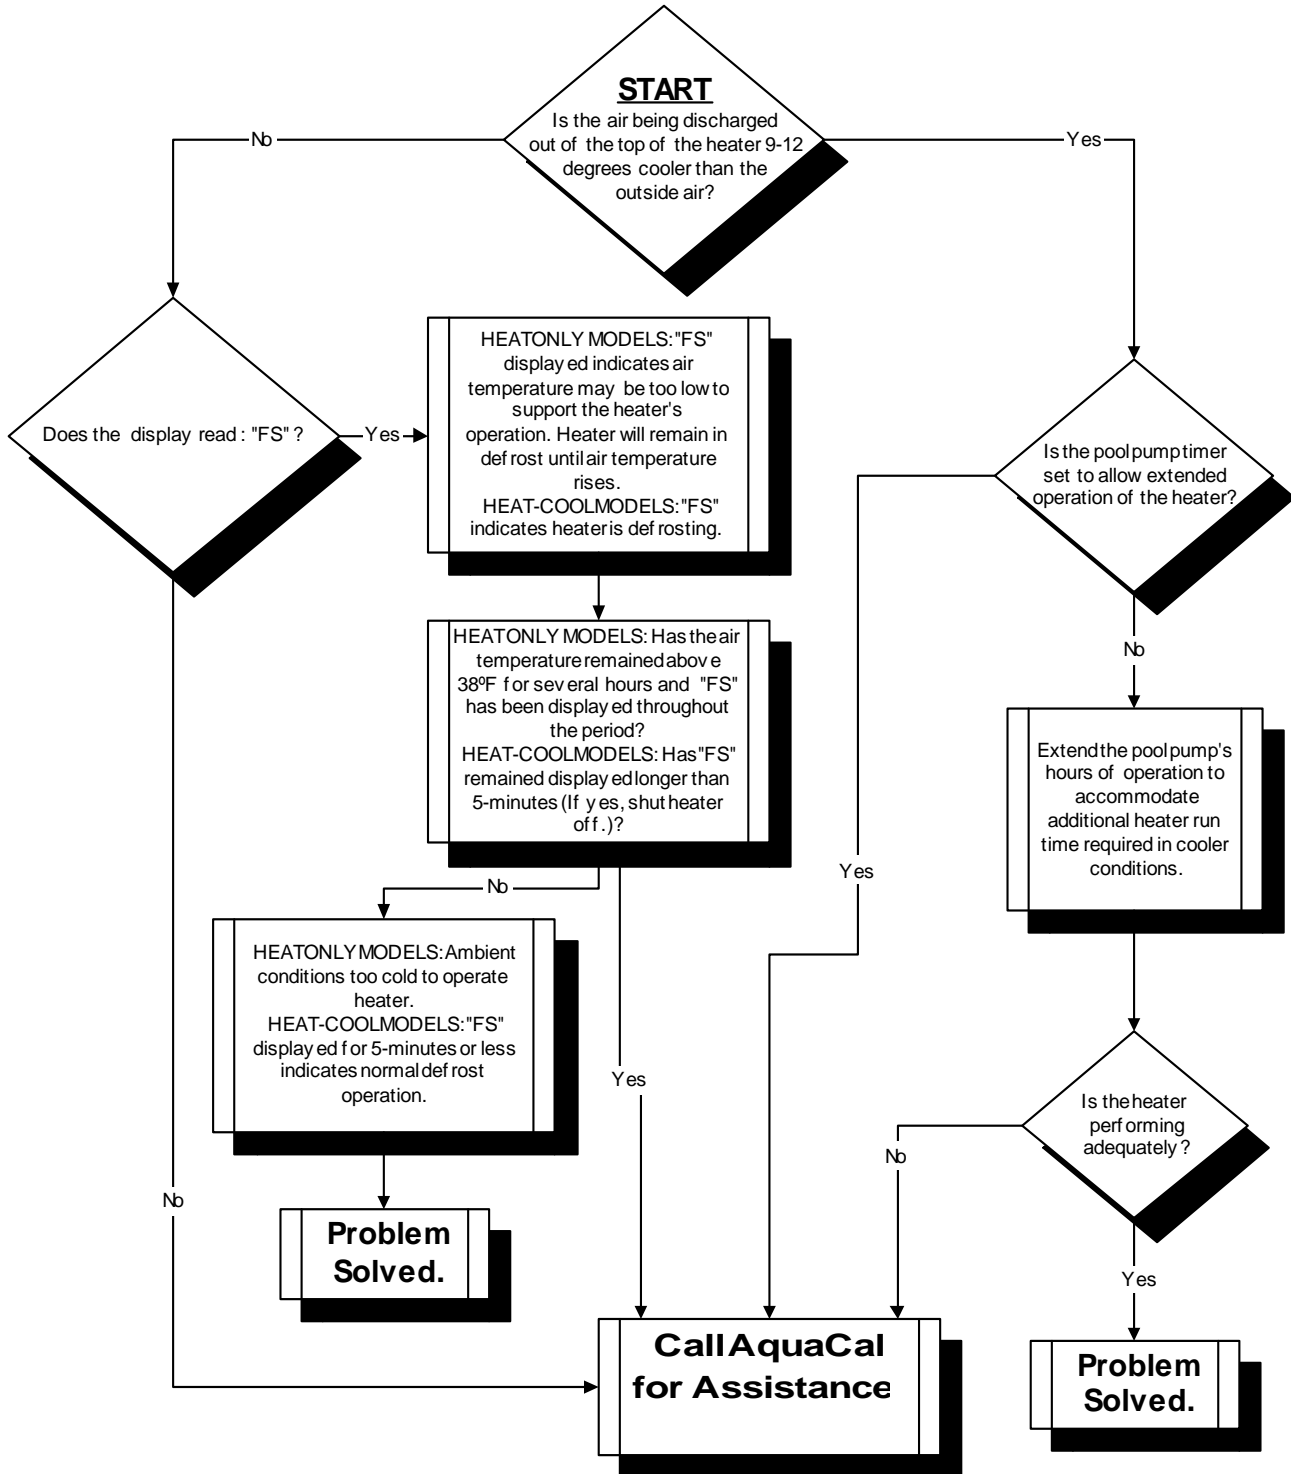 START
Is the air being discharged
out of the top of the heater 9-12
degrees cooler than the
outside air?
No
Yes
Does the display read: "FS"?
Yes
HEATONLY MODELS: "FS"
displayed indicates air
temperature may be too low to
support the heater's
operation. Heater will remain in
defrost until air temperature
rises.
HEAT-COOLMODELS: "FS"
indicates heater is defrosting.
Is the pool pump timer
set to allow extended
operation of the heater?
HEATONLY MODELS: Has the air
temperature remained above
38ºF for several hours and "FS"
has been displayed throughout
the period?
HEAT-COOLMODELS: Has "FS"
remained displayed longer than
5-minutes (If yes, shut heater
off.)?
No
Extend the pool pump's
hours of operation to
accommodate
additional heater run
time required in cooler
conditions.
Yes
No
HEATONLY MODELS: Ambient
conditions too cold to operate
heater.
HEAT-COOLMODELS: "FS"
displayed for 5-minutes or less
indicates normal defrost
operation.
Yes
Is the heater
performing
adequately?
No
No
Problem
Solved.
Yes
Call AquaCal
for Assistance
Problem
Solved.